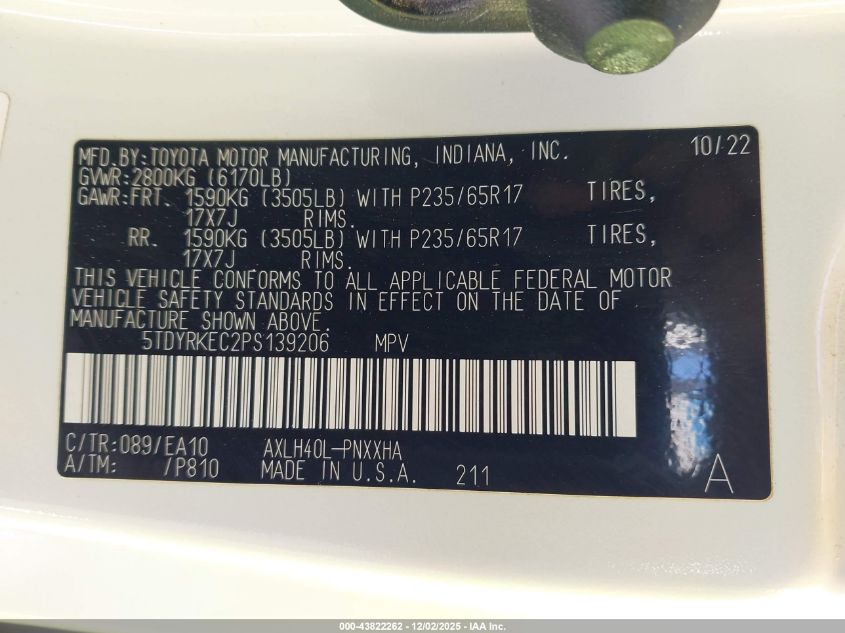 MFD.BY:TOYOTA MOTOR MANUFACTURING, INDIANA, INC. 10/22
GVWR:2800KG (6170LB)
GAWR:FRT. 1590KG (3505LB) WITH P235/65R17 TIRES,
17X7J RIMS.
RR. 1590KG (3505LB) WITH P235/65R17 TIRES,
17X7J RIMS.
THIS VEHICLE CONFORMS TO ALL APPLICABLE FEDERAL MOTOR
VEHICLE SAFETY STANDARDS IN EFFECT ON THE DATE OF
MANUFACTURE SHOWN ABOVE.
5TDYRKEC2PS139206 MPV
C/TR:089/EA10 AXLH40L-PNXXHA
A/TM: /P810 MADE IN U.S.A. 211 A
000-43822262 - 12/02/2025 - IAA Inc.